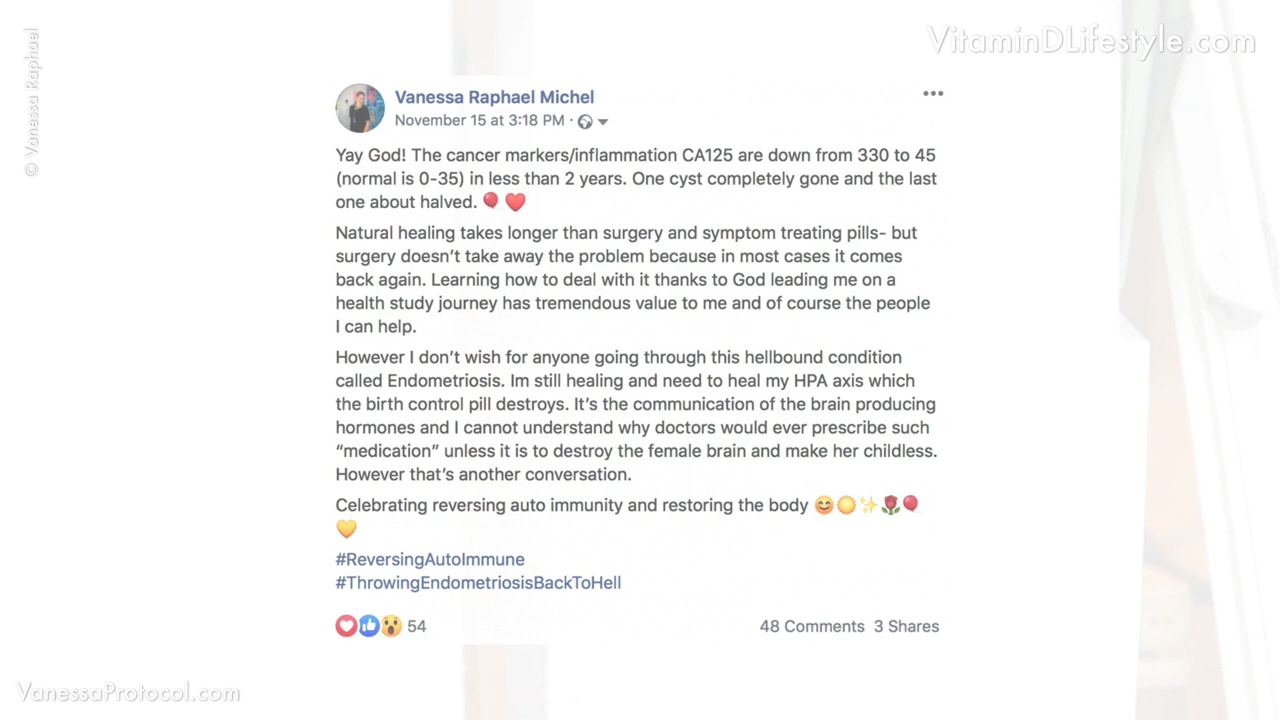 © Vanessa Raphael
VitaminDLifestyle.com
Vanessa Raphael Michel
November 15 at 3:18 PM ·
Yay God! The cancer markers/inflammation CA125 are down from 330 to 45
(normal is 0-35) in less than 2 years. One cyst completely gone and the last
one about halved. 🎈❤️
Natural healing takes longer than surgery and symptom treating pills- but
surgery doesn't take away the problem because in most cases it comes
back again. Learning how to deal with it thanks to God leading me on a
health study journey has tremendous value to me and of course the people
I can help.
However I don't wish for anyone going through this hellbound condition
called Endometriosis. Im still healing and need to heal my HPA axis which
the birth control pill destroys. It's the communication of the brain producing
hormones and I cannot understand why doctors would ever prescribe such
“medication” unless it is to destroy the female brain and make her childless.
However that's another conversation.
Celebrating reversing auto immunity and restoring the body 😊🌞✨🌹🎈
💛
#ReversingAutoImmune
#ThrowingEndometriosisBackToHell
54
48 Comments 3 Shares
VanessaProtocol.com